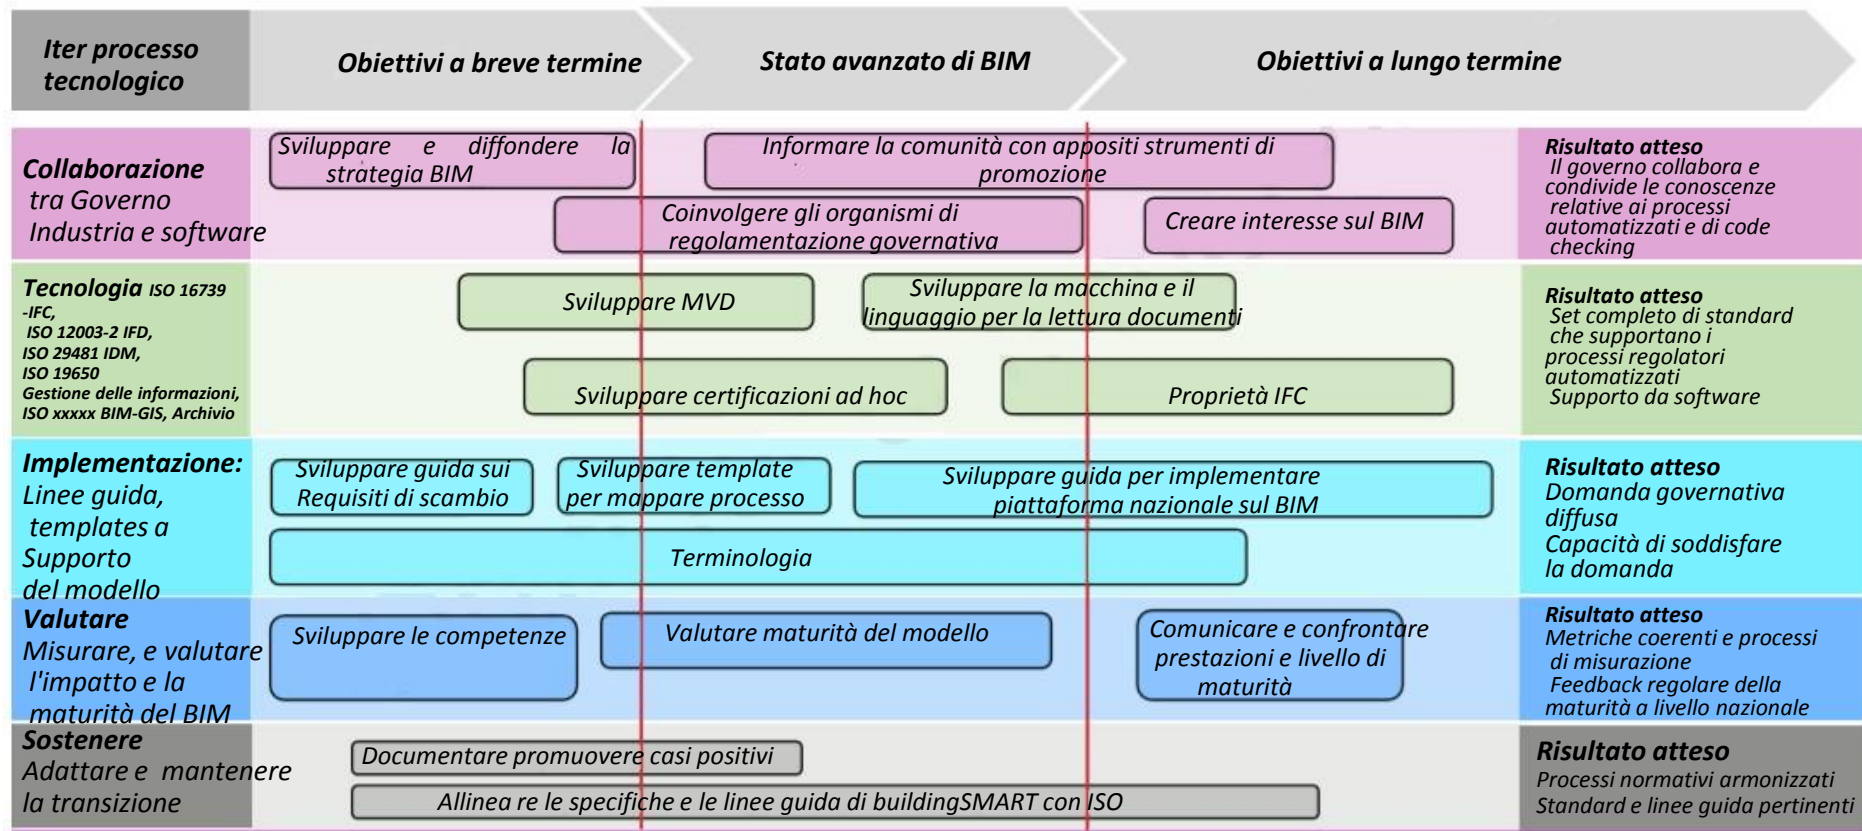 Iter processo
tecnologico
Obiettivi a breve termine
Stato avanzato di BIM
Obiettivi a lungo termine
Collaborazione
tra Governo
Industria e software
Sviluppare e diffondere la
strategia BIM
Informare la comunità con appositi strumenti di
promozione
Coinvolgere gli organismi di
regolamentazione governativa
Creare interesse sul BIM
Risultato atteso
Il governo collabora e
condivide le conoscenze
relative ai processi
automatizzati e di code
checking
Tecnologia ISO 16739
-IFC,
ISO 12003-2 IFD,
ISO 29481 IDM,
ISO 19650
Gestione delle informazioni,
ISO xxxxx BIM-GIS, Archivio
Sviluppare MVD
Sviluppare la macchina e il
linguaggio per la lettura documenti
Sviluppare certificazioni ad hoc
Proprietà IFC
Risultato atteso
Set completo di standard
che supportano i
processi regolatori
automatizzati
Supporto da software
Implementazione:
Linee guida,
templates a
Supporto
del modello
Sviluppare guida sui
Requisiti di scambio
Sviluppare template
per mappare processo
Sviluppare guida per implementare
piattaforma nazionale sul BIM
Terminologia
Risultato atteso
Domanda governativa
diffusa
Capacità di soddisfare
la domanda
Valutare
Misurare, e valutare
l'impatto e la
maturità del BIM
Sviluppare le competenze
Valutare maturità del modello
Comunicare e confrontare
prestazioni e livello di
maturità
Risultato atteso
Metriche coerenti e processi
di misurazione
Feedback regolare della
maturità a livello nazionale
Sostenere
Adattare e mantenere
la transizione
Documentare promuovere casi positivi
Allinea re le specifiche e le linee guida di buildingSMART con ISO
Risultato atteso
Processi normativi armonizzati
Standard e linee guida pertinenti